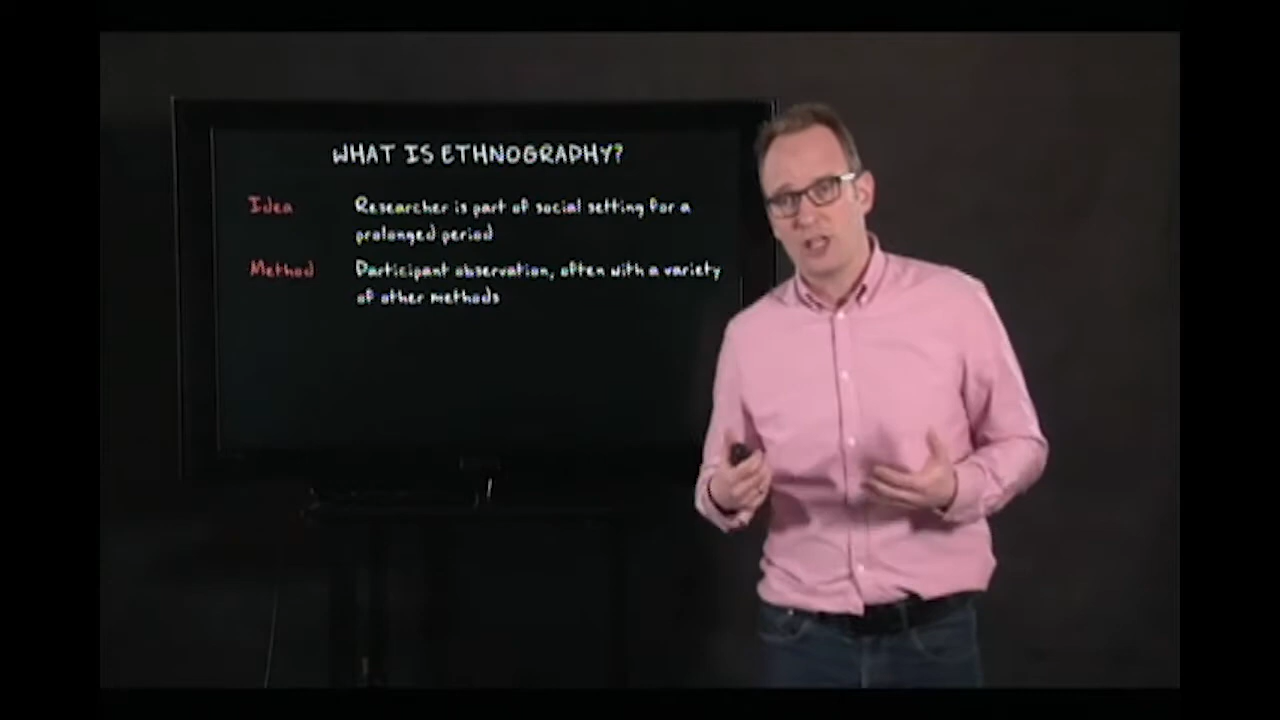 WHAT IS ETHNOGRAPHY?
Idea Researcher is part of social setting for a
prolonged period
Method Participant observation, often with a variety
of other methods